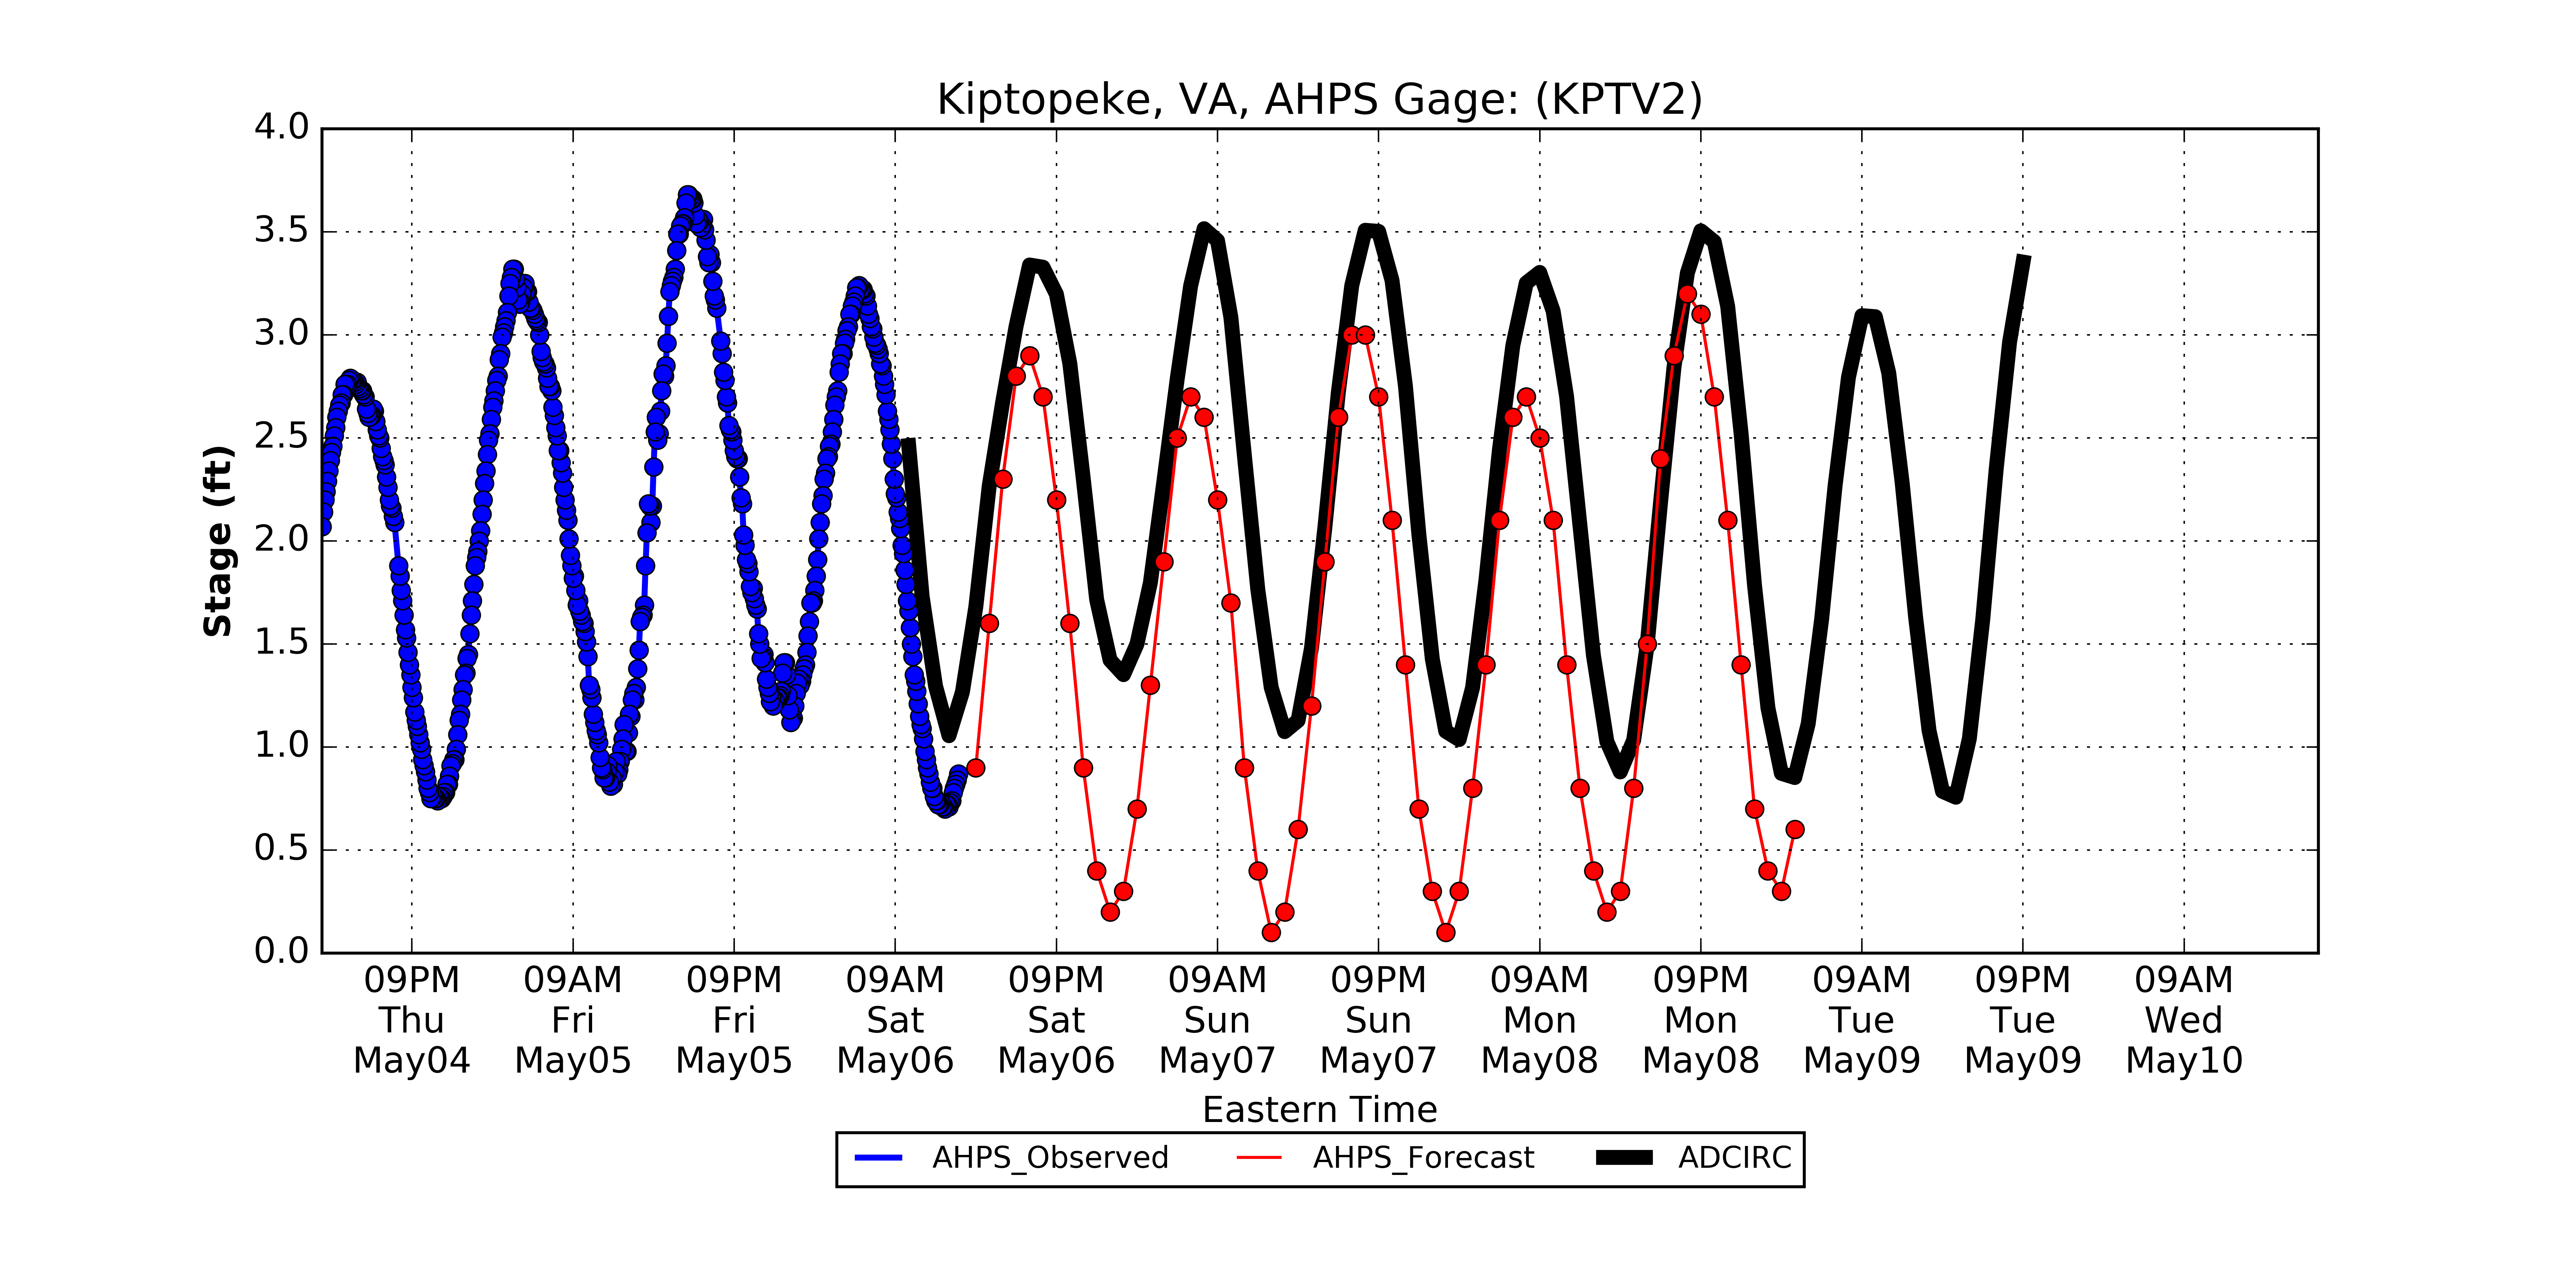 Kiptopeke, VA, AHPS Gage: (KPTV2)
4.0
3.5
3.0
2.5
2.0
1.5
1.0
0.5
0.0
Stage (ft)
09PM 09AM 09PM 09AM 09PM 09AM 09PM 09AM 09PM 09AM 09PM 09AM
Thu Fri Fri Sat Sat Sun Sun Mon Mon Tue Tue Wed
May04 May05 May05 May06 May06 May07 May07 May08 May08 May09 May09 May10
Eastern Time
AHPS_Observed AHPS_Forecast ADCIRC